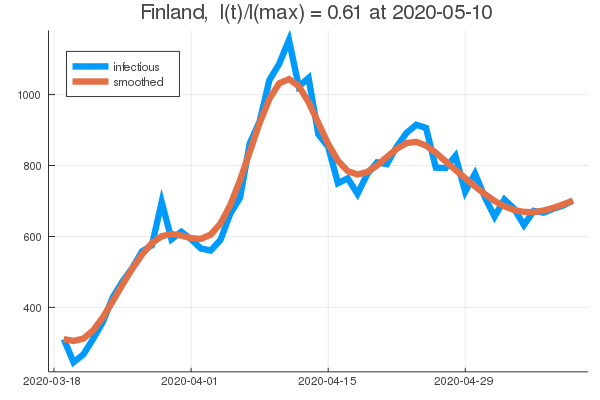 Finland,  I(t)/I(max) = 0.61 at 2020-05-10
infectious
smoothed
1000
800
600
400
2020-03-18 2020-04-01 2020-04-15 2020-04-29